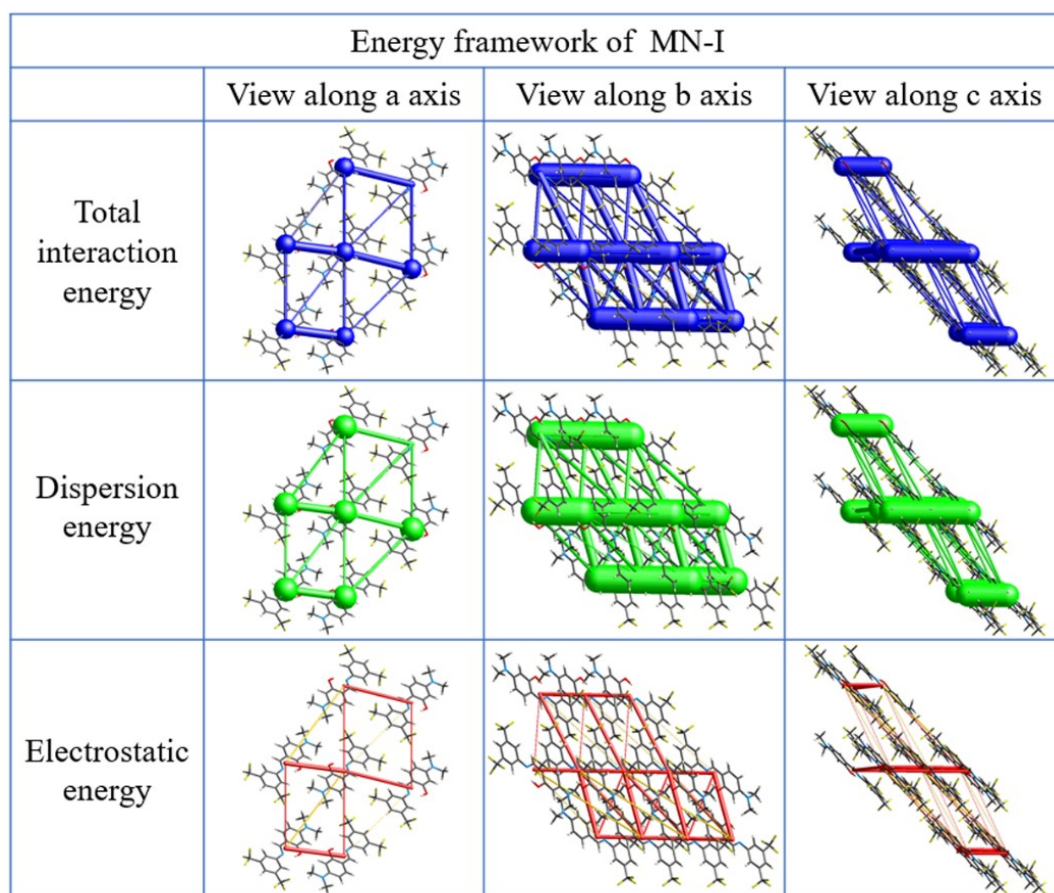 Energy framework of MN-I
View along a axis
View along b axis
View along c axis
Total
interaction
energy
Dispersion
energy
Electrostatic
energy